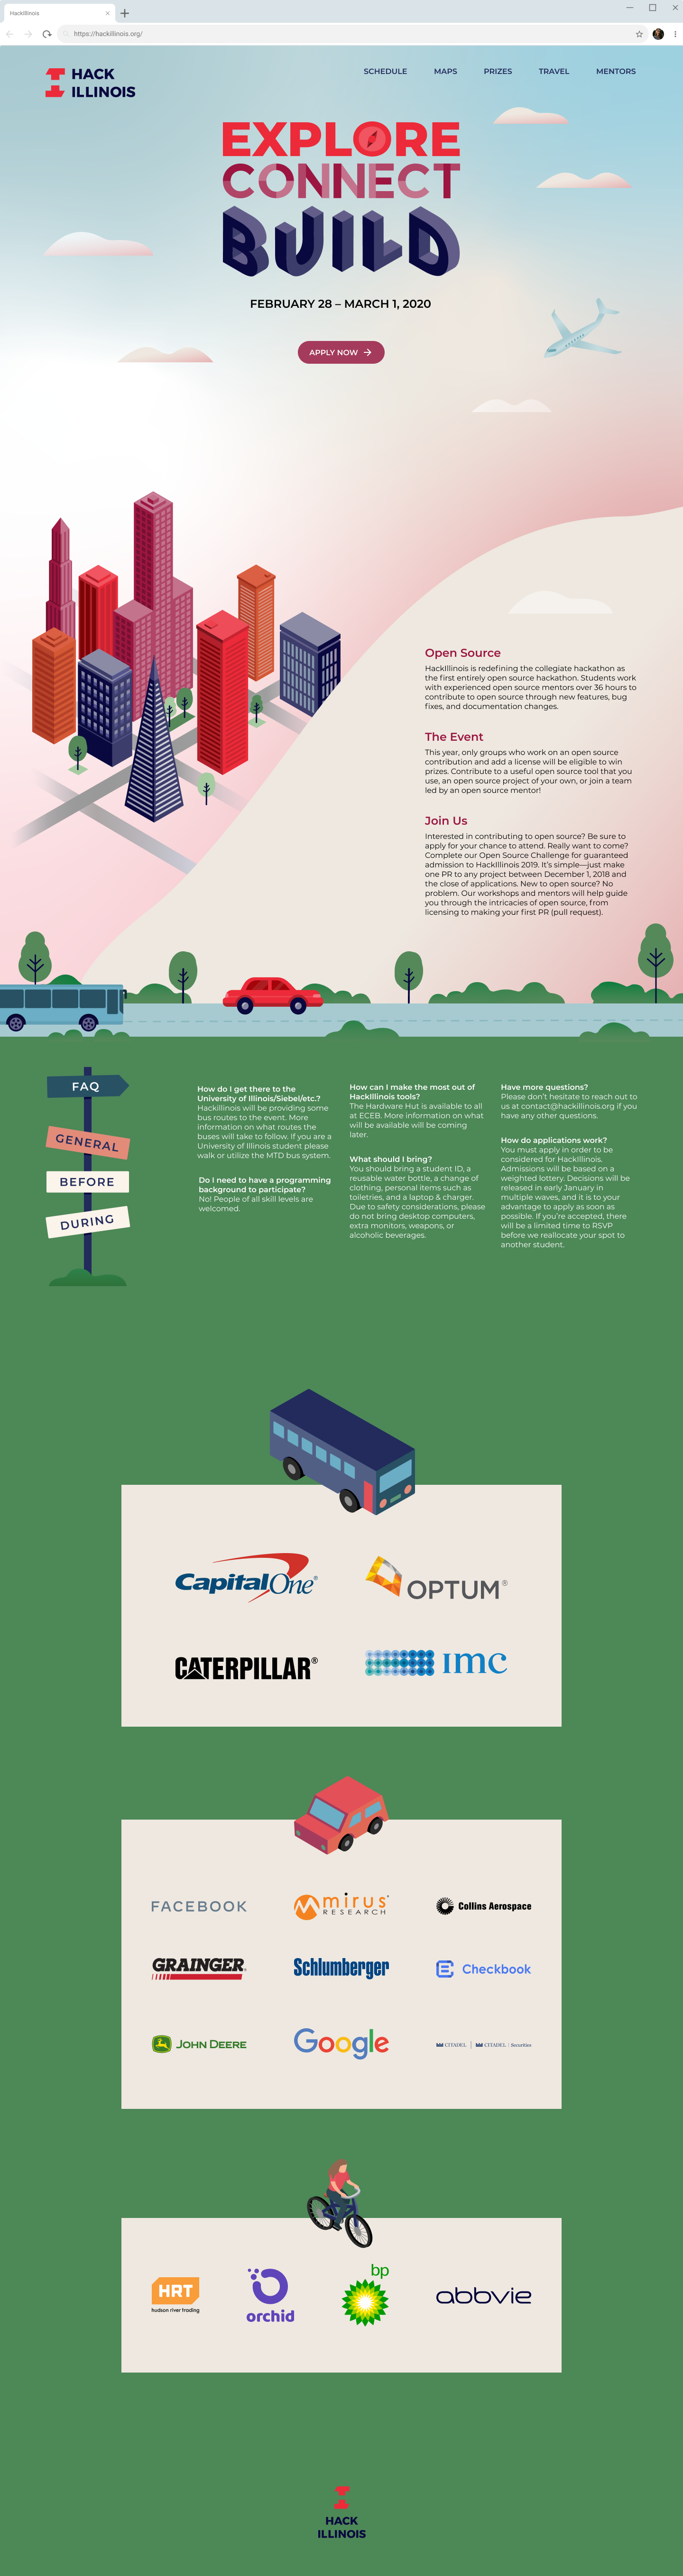 HackIllinois
https://hackillinois.org/
HACK
ILLINOIS
SCHEDULE
MAPS
PRIZES
TRAVEL
MENTORS
EXPLORE
CONNECT
BUILD
FEBRUARY 28 – MARCH 1, 2020
APPLY NOW
Open Source
HackIllinois is redefining the collegiate hackathon as
the first entirely open source hackathon. Students work
with experienced open source mentors over 36 hours to
contribute to open source through new features, bug
fixes, and documentation changes.
The Event
This year, only groups who work on an open source
contribution and add a license will be eligible to win
prizes. Contribute to a useful open source tool that you
use, an open source project of your own, or join a team
led by an open source mentor!
Join Us
Interested in contributing to open source? Be sure to
apply for your chance to attend. Really want to come?
Complete our Open Source Challenge for guaranteed
admission to HackIllinois 2019. It's simple—just make
one PR to any project between December 1, 2018 and
the close of applications. New to open source? No
problem. Our workshops and mentors will help guide
you through the intricacies of open source, from
licensing to making your first PR (pull request).
FAQ
GENERAL
BEFORE
DURING
How do I get there to the
University of Illinois/Siebel/etc.?
Hackillinois will be providing some
bus routes to the event. More
information on what routes the
buses will take to follow. If you are a
University of Illinois student please
walk or utilize the MTD bus system.
Do I need to have a programming
background to participate?
No! People of all skill levels are
welcomed.
How can I make the most out of
HackIllinois tools?
The Hardware Hut is available to all
at ECEB. More information on what
will be available will be coming
later.
What should I bring?
You should bring a student ID, a
reusable water bottle, a change of
clothing, personal items such as
toiletries, and a laptop & charger.
Due to safety considerations, please
do not bring desktop computers,
extra monitors, weapons, or
alcoholic beverages.
Have more questions?
Please don't hesitate to reach out to
us at contact@hackillinois.org if you
have any other questions.
How do applications work?
You must apply in order to be
considered for HackIllinois.
Admissions will be based on a
weighted lottery. Decisions will be
released in early January in
multiple waves, and it is to your
advantage to apply as soon as
possible. If you are accepted, there
will be a limited time to RSVP
before we reallocate your spot to
another student.
Capital One®
OPTUM®
CATERPILLAR®
imc
FACEBOOK
mirus
RESEARCH
Collins Aerospace
GRAINGER
Schlumberger
Checkbook
JOHN DEERE
Google
CITADEL | CITADEL | Securities
HRT
hudson river trading
orchid
bp
abbvie
HACK
ILLINOIS